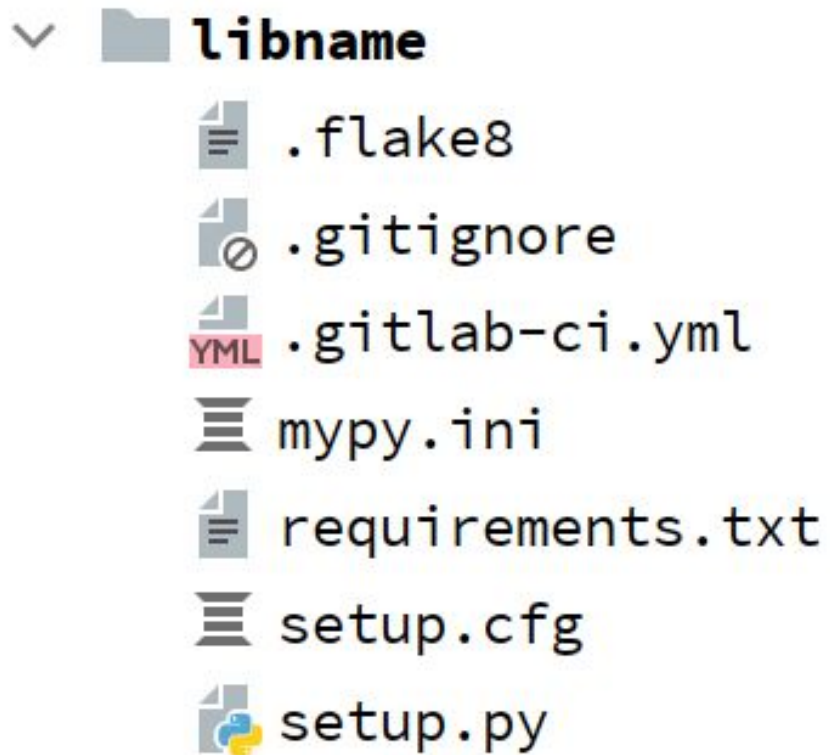 libname
.flake8
.gitignore
YML .gitlab-ci.yml
mypy.ini
requirements.txt
setup.cfg
setup.py